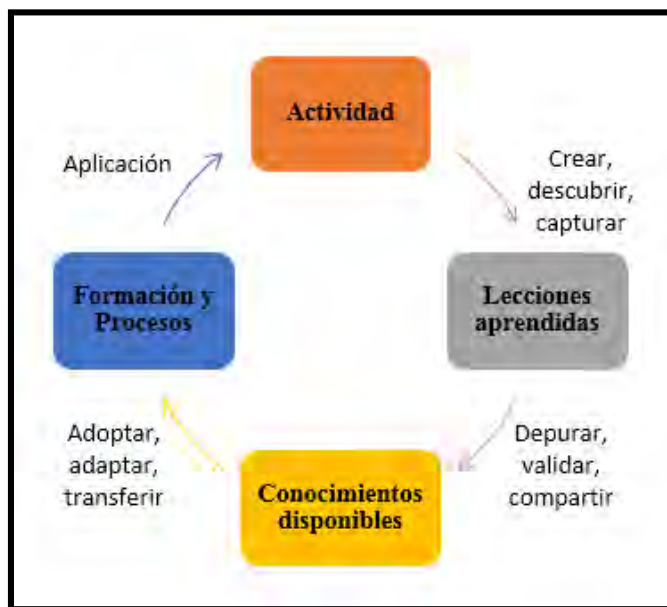 Actividad
Crear,
descubrir,
capturar
Lecciones
aprendidas
Depurar,
validar,
compartir
Conocimientos
disponibles
Adoptar,
adaptar,
transferir
Formación y
Procesos
Aplicación